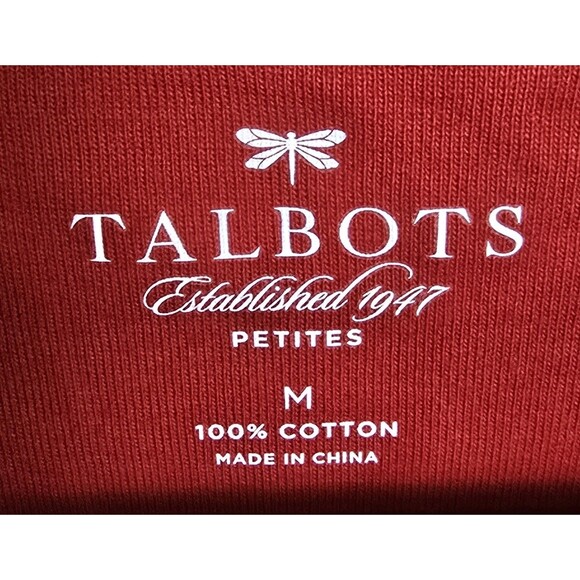 TALBOTS
Established 1947
PETITES
M
100% COTTON
MADE IN CHINA